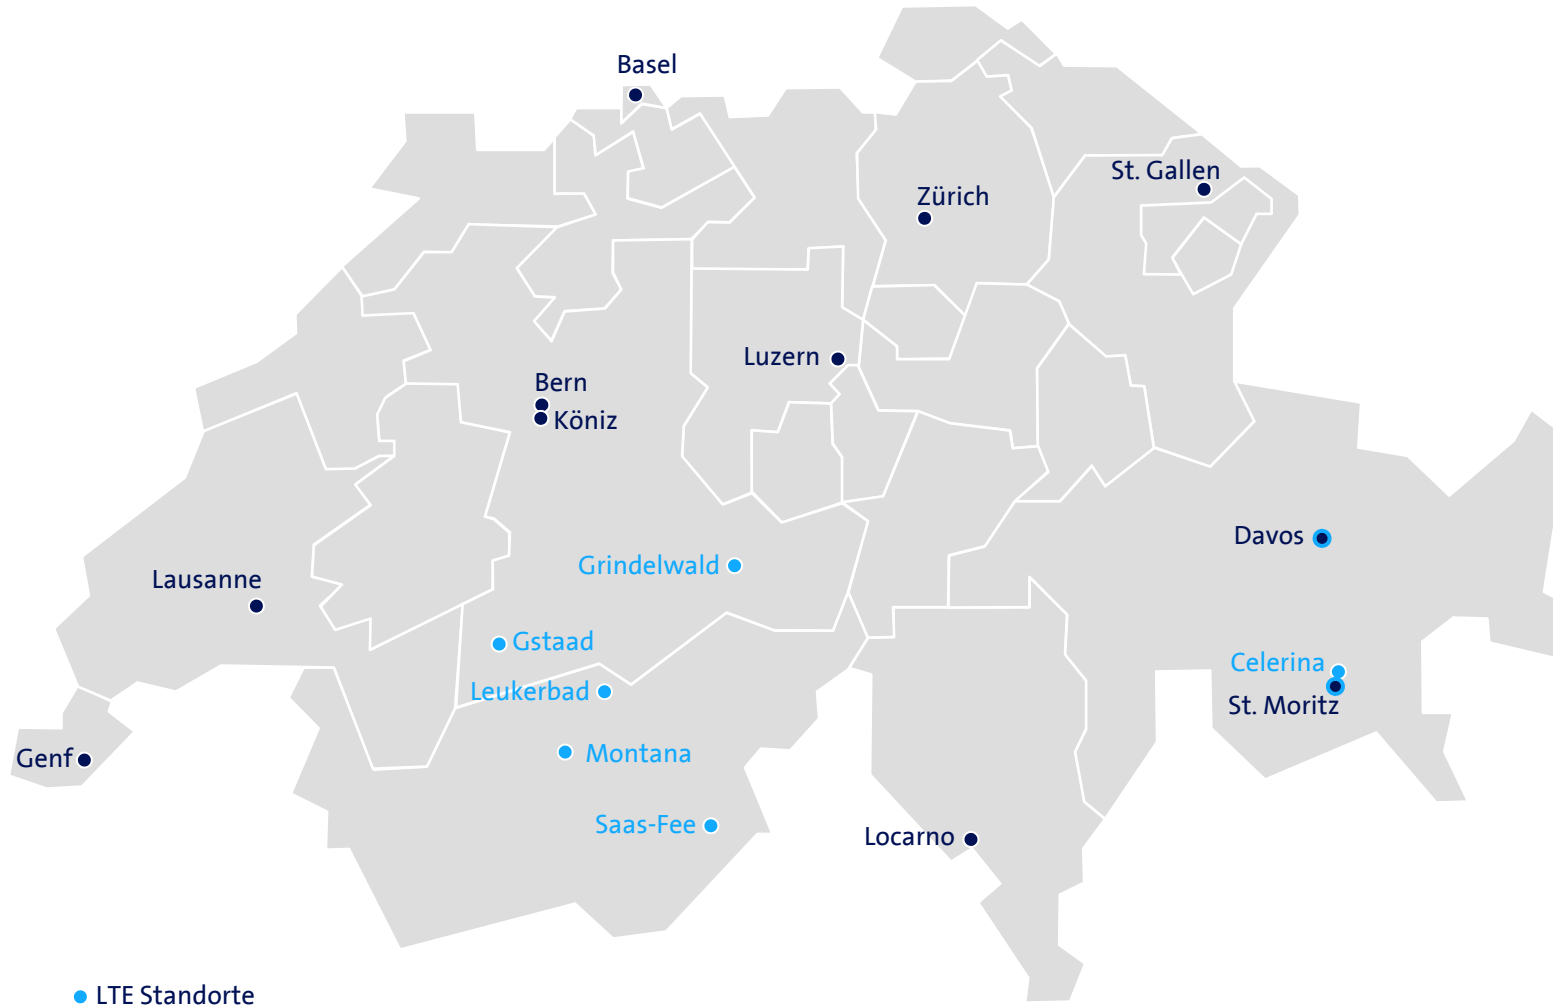 Basel
St. Gallen
Zürich
Luzern
Bern
Köniz
Davos
Grindelwald
Lausanne
Gstaad
Celerina
Leukerbad
St. Moritz
Montana
Genf
Saas-Fee
Locarno
LTE Standorte